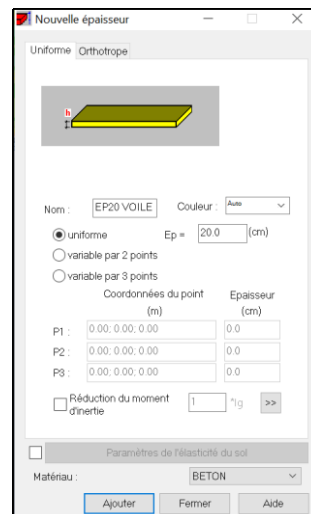 Nouvelle épaisseur
Uniforme Orthotrope
h
Nom : EP20 VOILE Couleur : Auto
uniforme Ep = 20.0 (cm)
variable par 2 points
variable par 3 points
Coordonnées du point Epaisseur
(m) (cm)
P1 : 0.00; 0.00; 0.00 0.0
P2 : 0.00; 0.00; 0.00 0.0
P3 : 0.00; 0.00; 0.00 0.0
Réduction du moment 1 *Ig >>
d'inertie
Paramètres de l'élasticité du sol
Matériau : BETON
Ajouter Fermer Aide